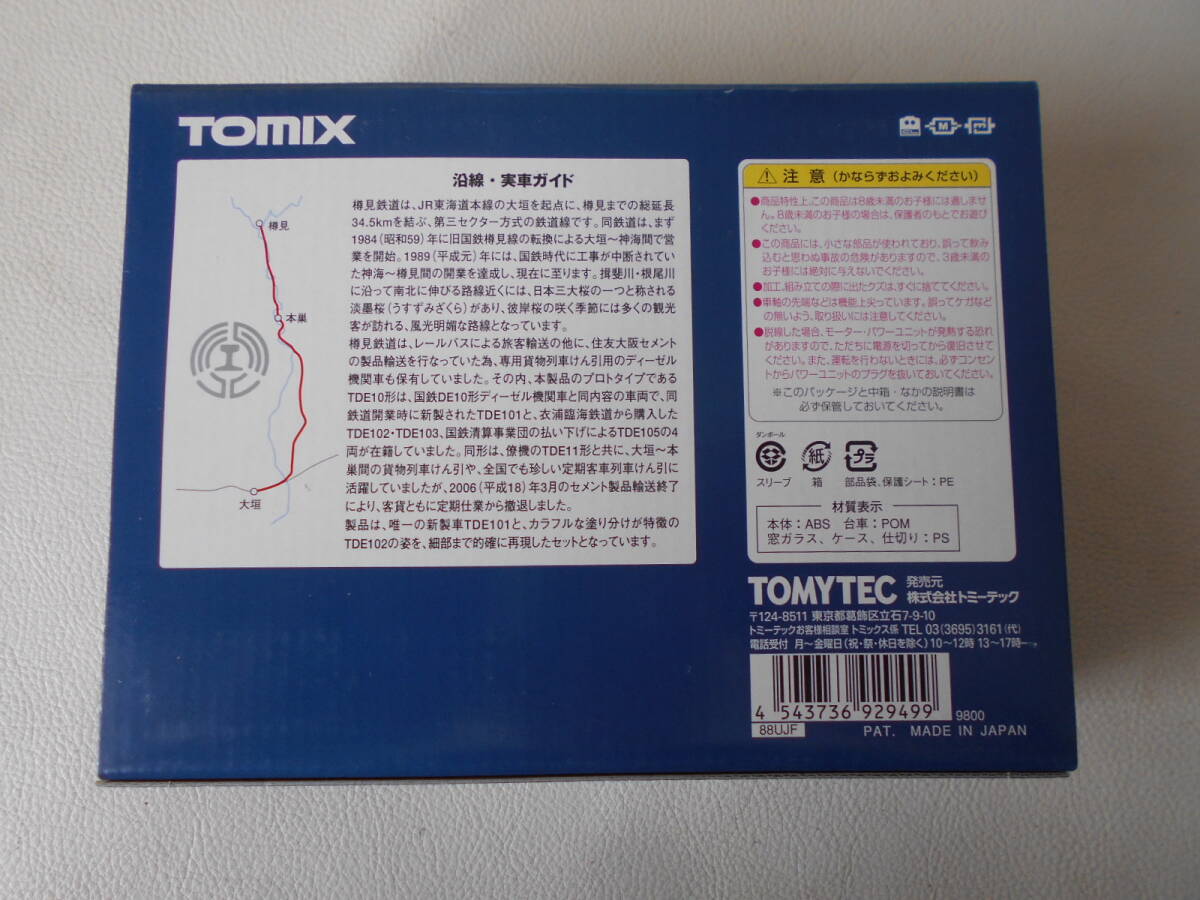 TOMIX
沿線・実車ガイド
樽見鉄道は、JR東海道本線の大垣を起点に、樽見までの総延長
34.5kmを結ぶ、第三セクター方式の鉄道線です。同鉄道は、まず
1984(昭和59)年に旧国鉄樽見線の転換による大垣〜神海間で営
業を開始。1989(平成元)年には、国鉄時代に工事が中断されてい
た神海〜樽見間の開業を達成し、現在に至ります。揖斐川・根尾川
に沿って南北に伸びる路線近くには、日本三大桜の一つと称される
淡墨桜(うすずみざくら)があり、彼岸桜の咲く季節には多くの観光
客が訪れる、風光明媚な路線となっています。
樽見鉄道は、レールバスによる旅客輸送の他に、住友大阪セメント
の製品輸送を行なっていた為、専用貨物列車けん引用のディーゼル
機関車も保有していました。その内、本製品のプロトタイプである
TDE10形は、国鉄DE10形ディーゼル機関車と同内容の車両で、同
鉄道開業時に新製されたTDE101と、衣浦臨海鉄道から購入した
TDE102・TDE103、国鉄清算事業団の払い下げによるTDE105の4
両が在籍していました。同形は、僚機のTDE11形と共に、大垣〜本
巣間の貨物列車けん引や、全国でも珍しい定期客車列車けん引に
活躍していましたが、2006(平成18)年3月のセメント製品輸送終了
により、客貨ともに定期仕業から撤退しました。
製品は、唯一の新製車TDE101と、カラフルな塗り分けが特徴の
TDE102の姿を、細部まで的確に再現したセットとなっています。
樽見
本巣
大垣
M
注 意 (かならずおよみください)
●商品特性上、この商品は8歳未満のお子様には適しませ
ん。8歳未満のお子様の場合は、保護者のもとでお遊び
ください。
●この商品には、小さな部品が使われており、誤って飲み
込むと思わぬ事故の危険がありますので、3歳未満の
お子様には絶対に与えないでください。
●加工、組み立ての際に出たクズは、すぐに捨ててください。
●車軸の先端などは機能上尖っています。誤ってケガなど
の無いよう、取り扱いには注意してください。
●脱線した場合、モーター・パワーユニットが発熱する恐れ
がありますので、ただちに電源を切ってから復旧させて
ください。また、運転を行わないときには、必ずコンセン
トからパワーユニットのプラグを抜いておいてください。
※このパッケージと中箱・なかの説明書は
必ず保管しておいてください。
ダンボール
紙
プラ
スリーブ
箱
部品袋、保護シート:PE
材質表示
本体:ABS 台車:POM
窓ガラス、ケース、仕切り:PS
TOMYTEC 発売元
株式会社トミーテック
〒124-8511 東京都葛飾区立石7-9-10
トミーテックお客様相談室 トミックス係 TEL 03(3695)3161(代)
電話受付 月〜金曜日(祝・祭・休日を除く)10〜12時 13〜17時
4 543736 929499
9800
88UJF
PAT. MADE IN JAPAN